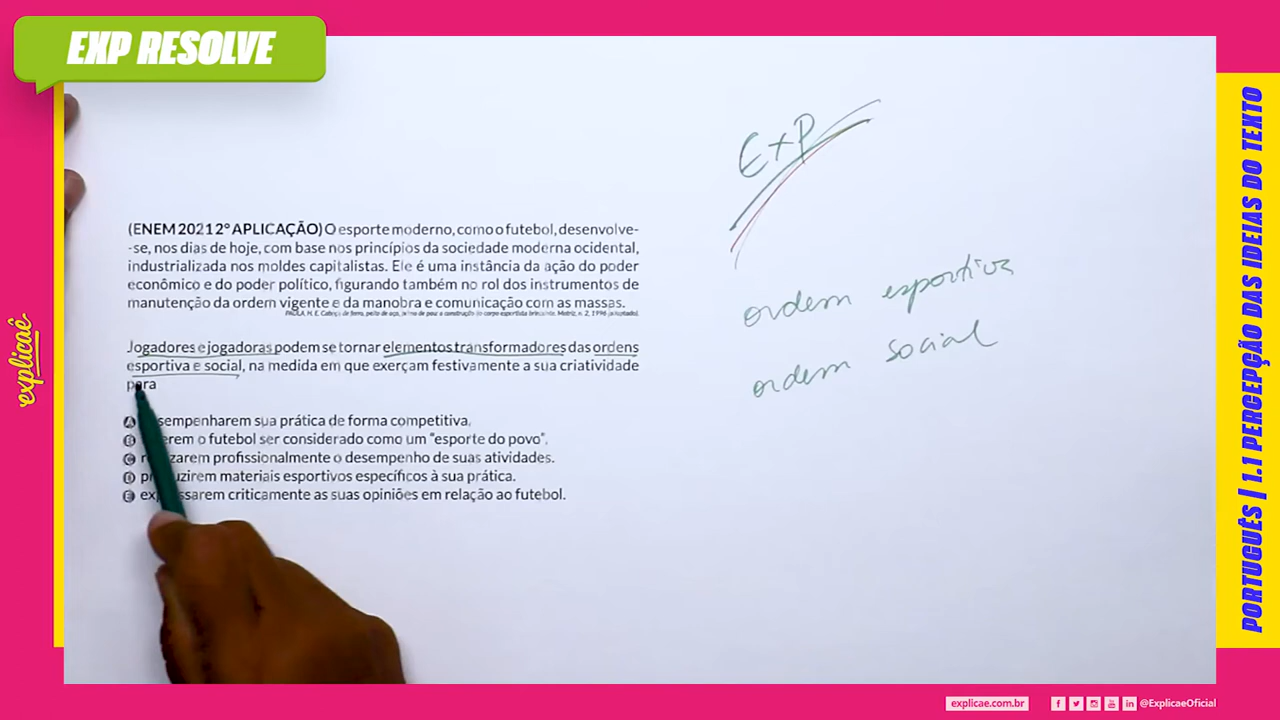 EXP RESOLVE
explicaê
ExP
(ENEM 2021 2º APLICAÇÃO) O esporte moderno, como o futebol, desenvolve-
-se, nos dias de hoje, com base nos princípios da sociedade moderna ocidental,
industrializada nos moldes capitalistas. Ele é uma instância da ação do poder
econômico e do poder político, figurando também no rol dos instrumentos de
manutenção da ordem vigente e da manobra e comunicação com as massas.
Jogadores e jogadoras podem se tornar elementos transformadores das ordens
esportiva e social, na medida em que exerçam festivamente a sua criatividade
para
A sempenharem sua prática de forma competitiva.
erem o futebol ser considerado como um "esporte do povo".
zarem profissionalmente o desempenho de suas atividades.
zirem materiais esportivos específicos à sua prática.
ssarem criticamente as suas opiniões em relação ao futebol.
ordem esportiva
ordem social
PORTUGUÊS | 1.1 PERCEPÇÃO DAS IDEIAS DO TEXTO
explicae.com.br
@ExplicaeOficial